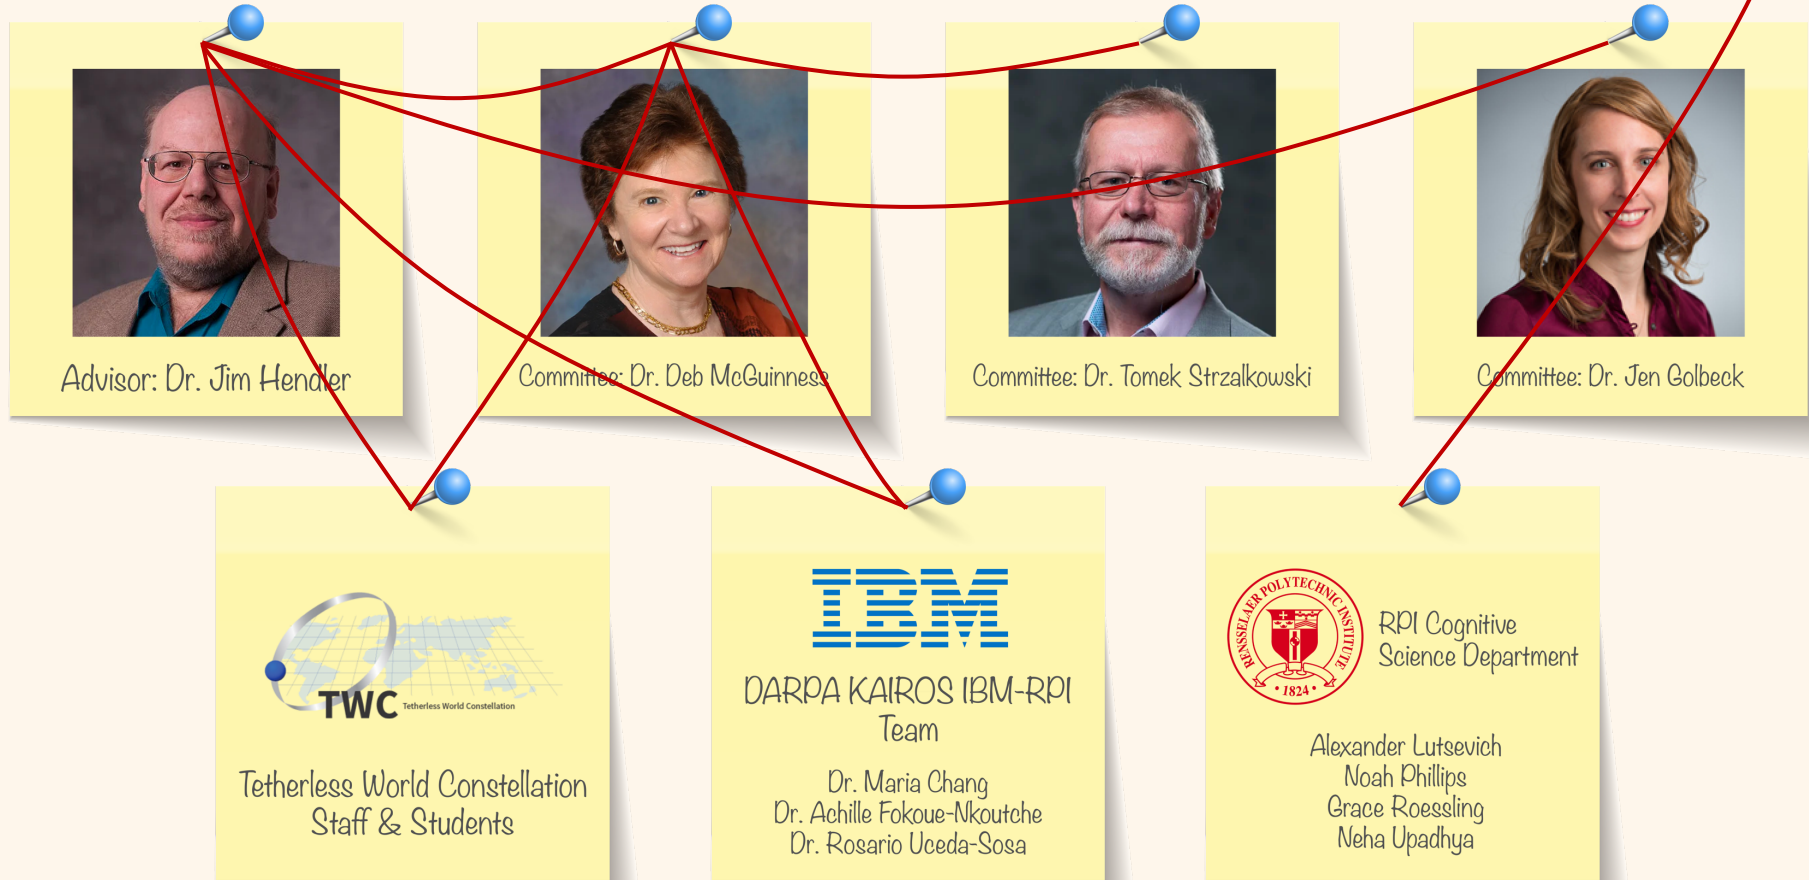 Advisor: Dr. Jim Hendler
Committee: Dr. Deb McGuinness
Committee: Dr. Tomek Strzalkowski
Committee: Dr. Jen Golbeck
TWC Tetherless World Constellation
Tetherless World Constellation
Staff & Students
IBM
DARPA KAIROS IBM-RPI
Team
Dr. Maria Chang
Dr. Achille Fokoue-Nkoutche
Dr. Rosario Uceda-Sosa
RENSSELAER POLYTECHNIC INSTITUTE
• 1824 •
RPI Cognitive
Science Department
Alexander Lutsevich
Noah Phillips
Grace Roessling
Neha Upadhya